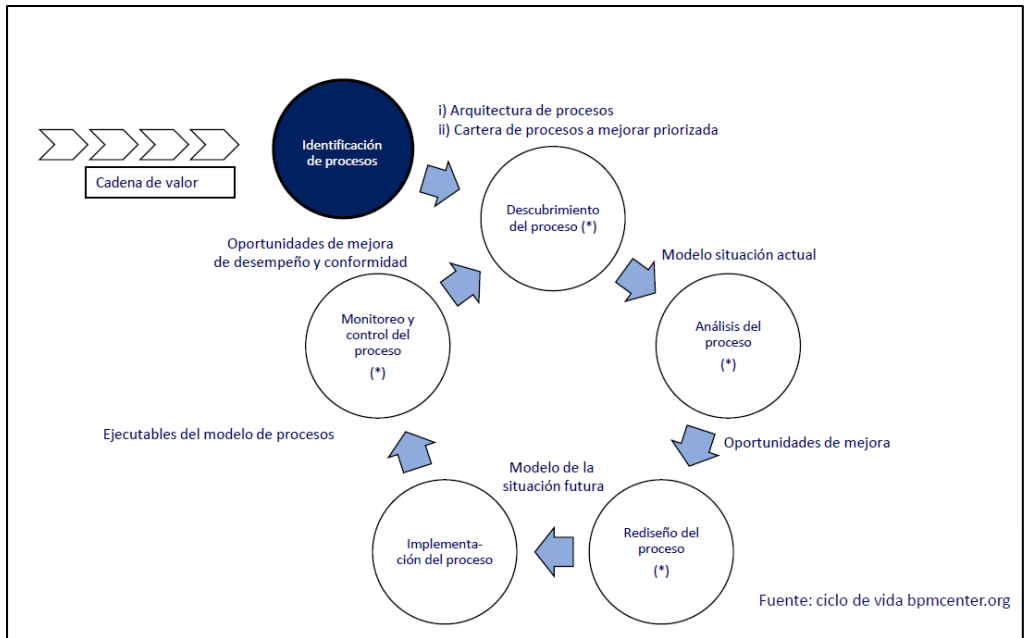 i) Arquitectura de procesos
ii) Cartera de procesos a mejorar priorizada
Identificación
de procesos
Cadena de valor
Descubrimiento
del proceso (*)
Oportunidades de mejora
de desempeño y conformidad
Modelo situación actual
Monitoreo y
control del
proceso
(*)
Análisis del
proceso
(*)
Ejecutables del modelo de procesos
Oportunidades de mejora
Modelo de la
situación futura
Implementa-
ción del proceso
Rediseño del
proceso
(*)
Fuente: ciclo de vida bpmcenter.org